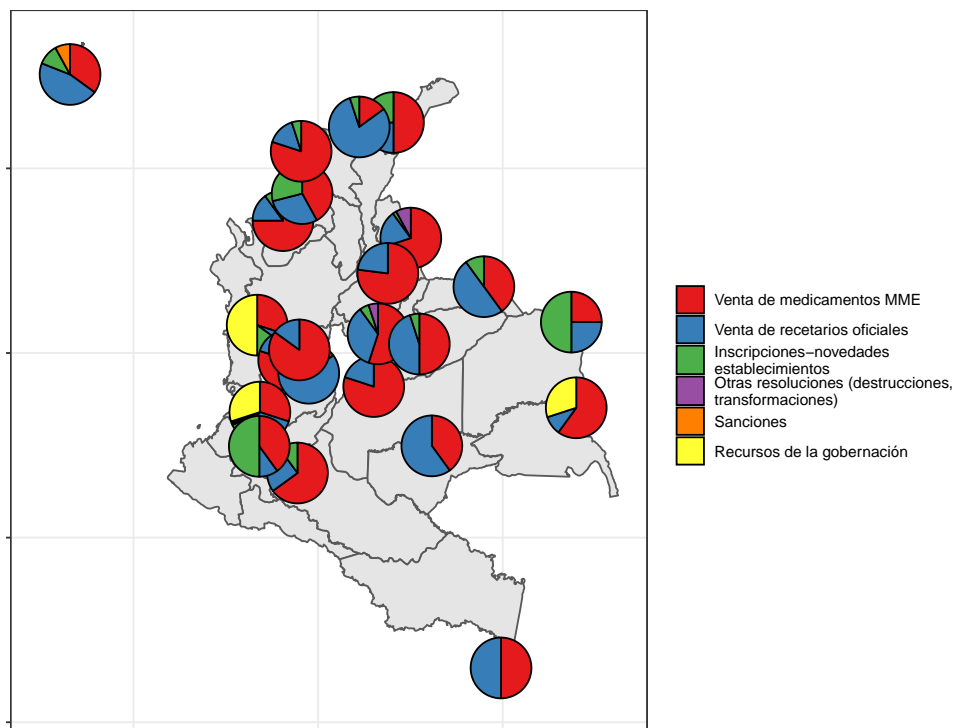 Venta de medicamentos MME
Venta de recetarios oficiales
Inscripciones−novedades
establecimientos
Otras resoluciones (destrucciones,
transformaciones)
Sanciones
Recursos de la gobernación